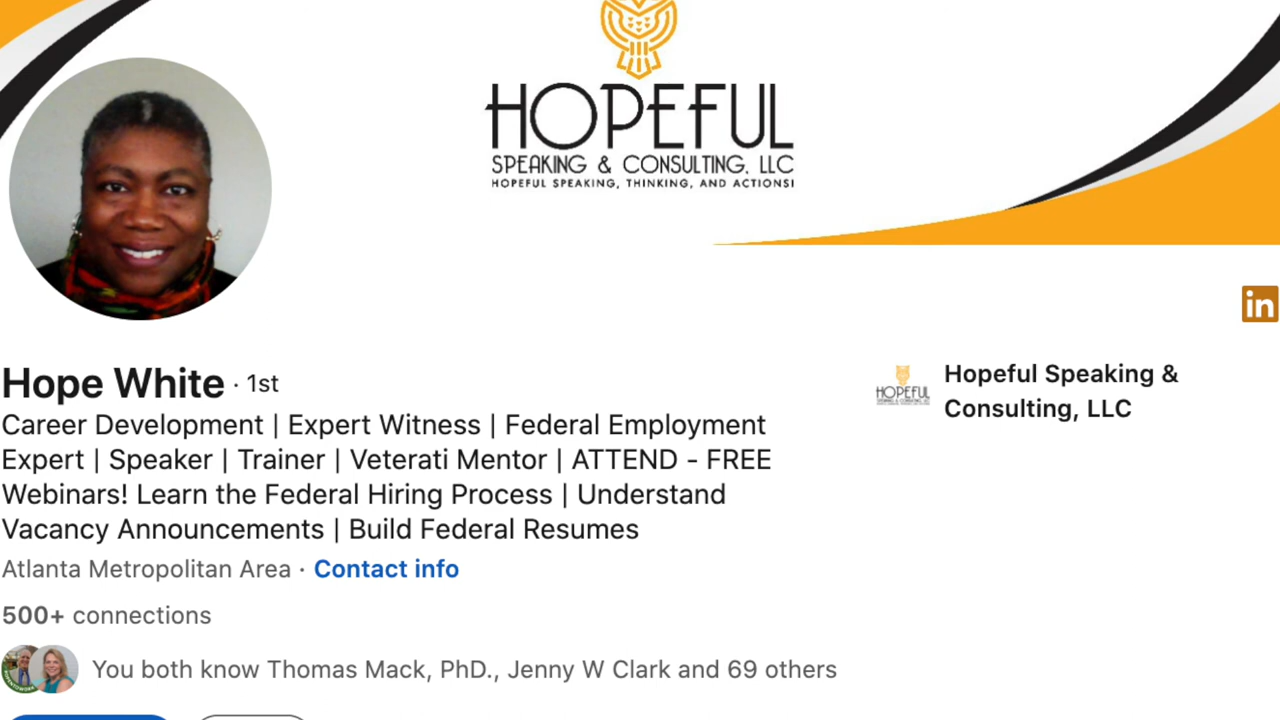 HOPEFUL
SPEAKING & CONSULTING, LLC
HOPEFUL SPEAKING, THINKING, AND ACTIONS!
in
Hope White · 1st
Career Development | Expert Witness | Federal Employment
Expert | Speaker | Trainer | Veterati Mentor | ATTEND - FREE
Webinars! Learn the Federal Hiring Process | Understand
Vacancy Announcements | Build Federal Resumes
Atlanta Metropolitan Area · Contact info
500+ connections
You both know Thomas Mack, PhD., Jenny W Clark and 69 others
HOPEFUL
Hopeful Speaking &
Consulting, LLC